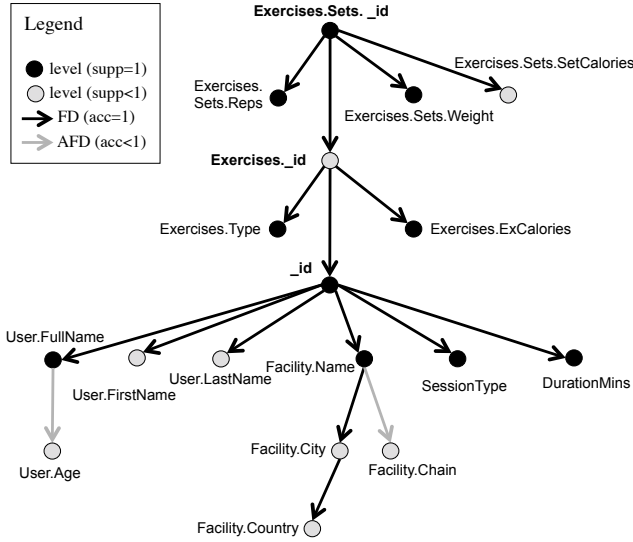 Legend
level (supp=1)
level (supp<1)
FD (acc=1)
AFD (acc<1)
Exercises.Sets. _id
Exercises.
Sets.Reps
Exercises.Sets.SetCalories
Exercises.Sets.Weight
Exercises._id
Exercises.Type
Exercises.ExCalories
_id
User.FullName
User.FirstName
User.LastName
Facility.Name
SessionType
DurationMins
User.Age
Facility.City
Facility.Chain
Facility.Country